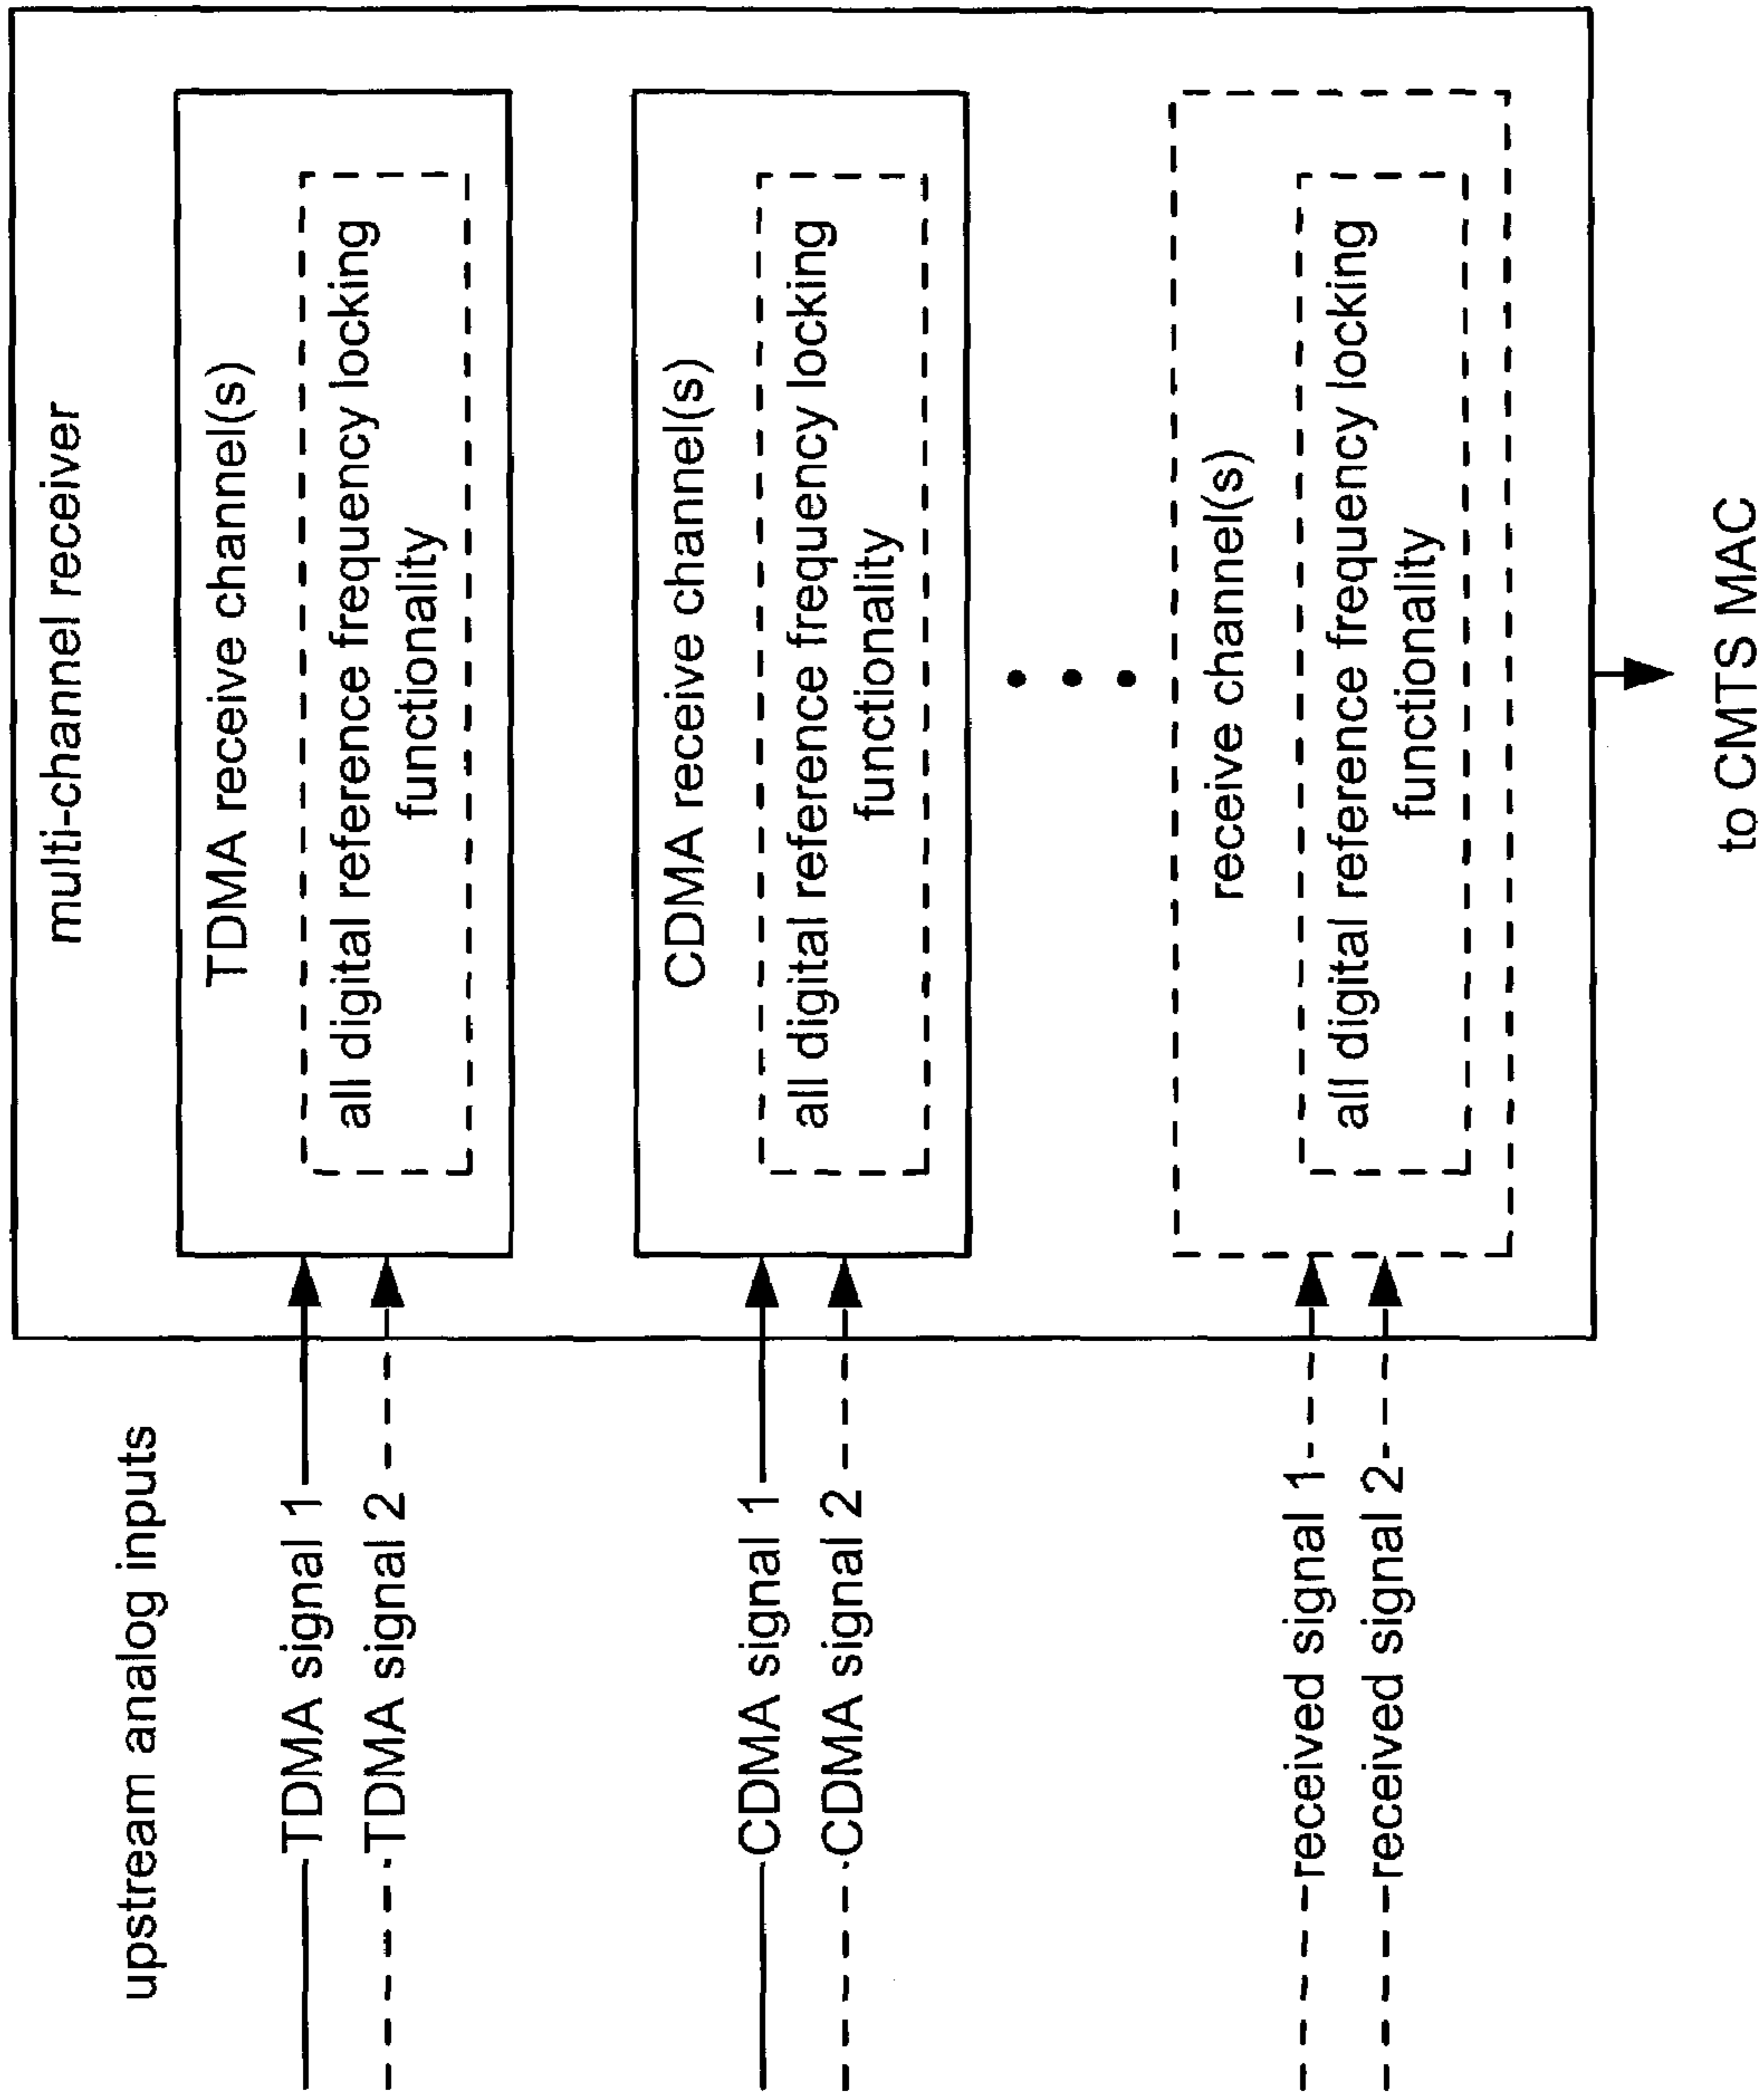 multi-channel receiver
upstream analog inputs
TDMA signal 1
TDMA signal 2
TDMA receive channel(s)
all digital reference frequency locking
functionality
CDMA signal 1
CDMA signal 2
CDMA receive channel(s)
all digital reference frequency locking
functionality
received signal 1
received signal 2
receive channel(s)
all digital reference frequency locking
functionality
to CMTS MAC